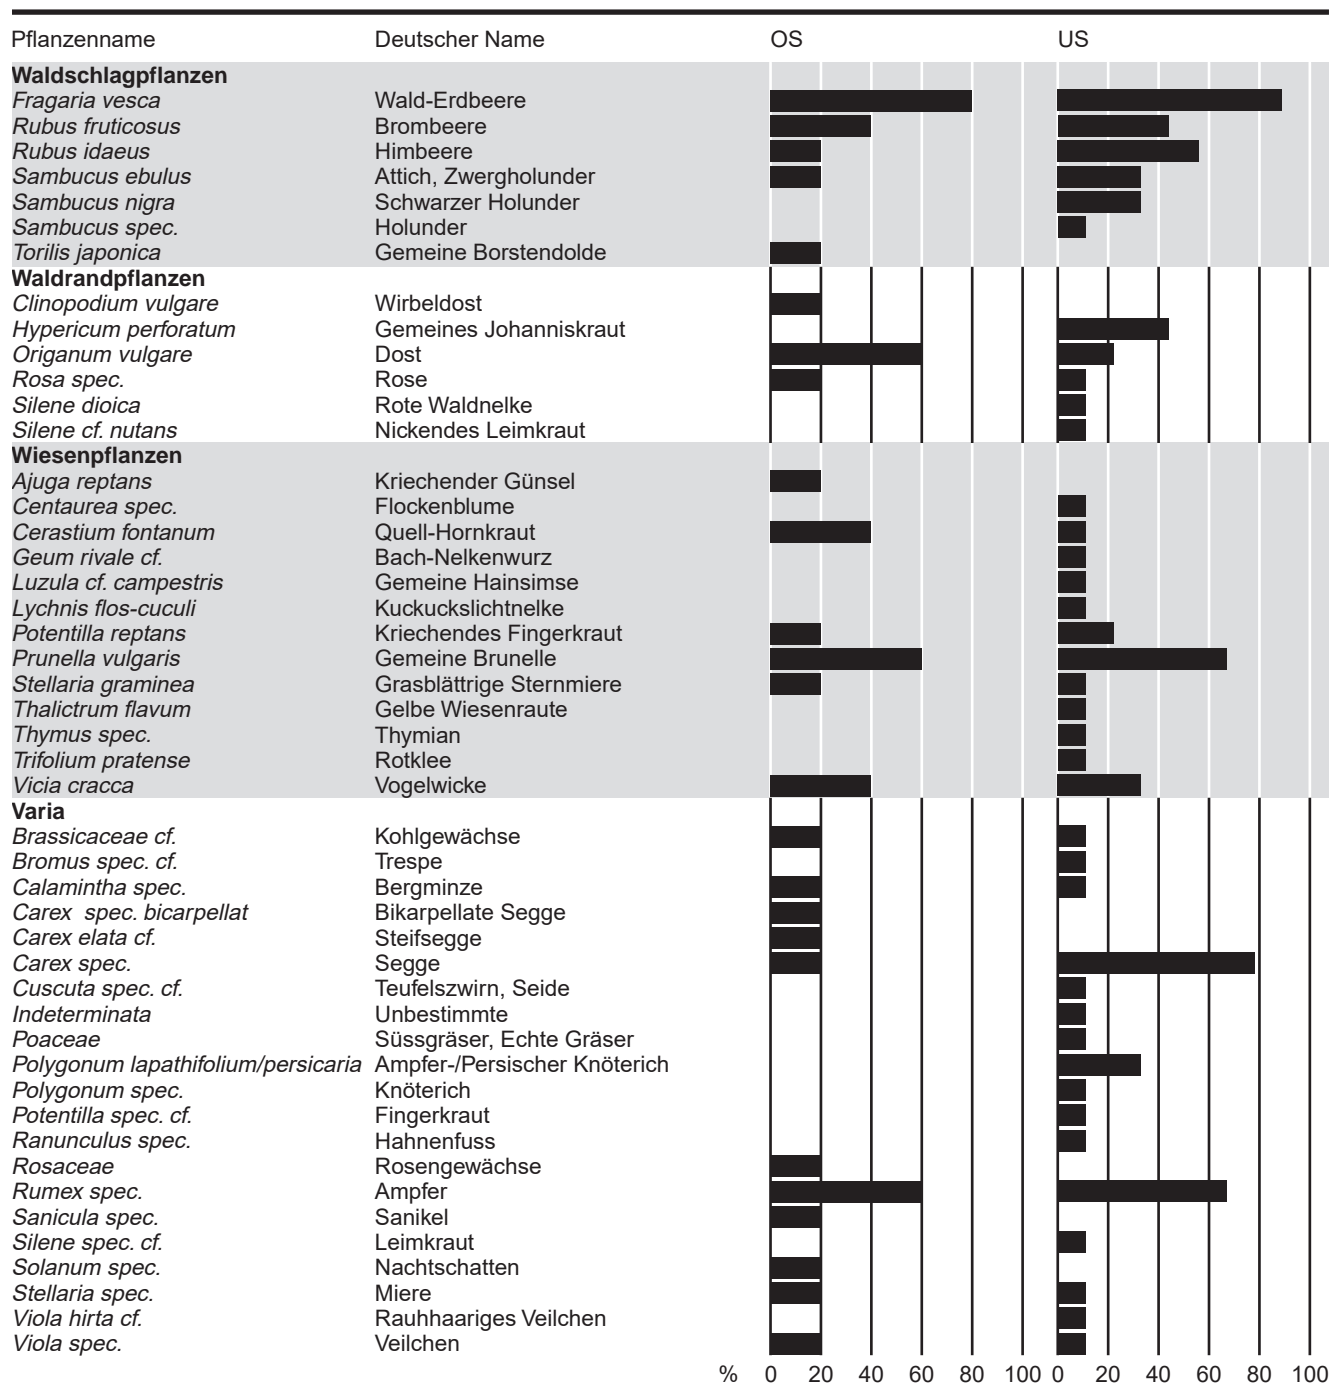 Pflanzenname Deutscher Name OS US
Waldschlagpflanzen
Fragaria vesca Wald-Erdbeere
Rubus fruticosus Brombeere
Rubus idaeus Himbeere
Sambucus ebulus Attich, Zwergholunder
Sambucus nigra Schwarzer Holunder
Sambucus spec. Holunder
Torilis japonica Gemeine Borstendolde
Waldrandpflanzen
Clinopodium vulgare Wirbeldost
Hypericum perforatum Gemeines Johanniskraut
Origanum vulgare Dost
Rosa spec. Rose
Silene dioica Rote Waldnelke
Silene cf. nutans Nickendes Leimkraut
Wiesenpflanzen
Ajuga reptans Kriechender Günsel
Centaurea spec. Flockenblume
Cerastium fontanum Quell-Hornkraut
Geum rivale cf. Bach-Nelkenwurz
Luzula cf. campestris Gemeine Hainsimse
Lychnis flos-cuculi Kuckuckslichtnelke
Potentilla reptans Kriechendes Fingerkraut
Prunella vulgaris Gemeine Brunelle
Stellaria graminea Grasblättrige Sternmiere
Thalictrum flavum Gelbe Wiesenraute
Thymus spec. Thymian
Trifolium pratense Rotklee
Vicia cracca Vogelwicke
Varia
Brassicaceae cf. Kohlgewächse
Bromus spec. cf. Trespe
Calamintha spec. Bergminze
Carex spec. bicarpellat Bikarpellate Segge
Carex elata cf. Steifsegge
Carex spec. Segge
Cuscuta spec. cf. Teufelszwirn, Seide
Indeterminata Unbestimmte
Poaceae Süssgräser, Echte Gräser
Polygonum lapathifolium/persicaria Ampfer-/Persischer Knöterich
Polygonum spec. Knöterich
Potentilla spec. cf. Fingerkraut
Ranunculus spec. Hahnenfuss
Rosaceae Rosengewächse
Rumex spec. Ampfer
Sanicula spec. Sanikel
Silene spec. cf. Leimkraut
Solanum spec. Nachtschatten
Stellaria spec. Miere
Viola hirta cf. Rauhhaariges Veilchen
Viola spec. Veilchen
% 0 20 40 60 80 100 0 20 40 60 80 100